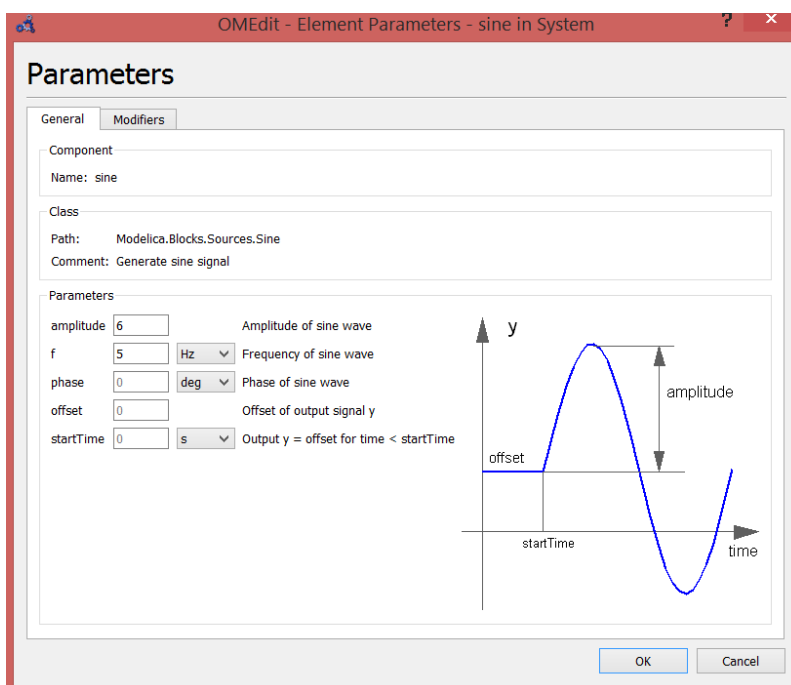 OMEdit - Element Parameters - sine in System ? ×
Parameters
General Modifiers
Component
Name: sine
Class
Path: Modelica.Blocks.Sources.Sine
Comment: Generate sine signal
Parameters
amplitude 6 Amplitude of sine wave
f 5 Hz Frequency of sine wave
phase 0 deg Phase of sine wave
offset 0 Offset of output signal y
startTime 0 s Output y = offset for time < startTime
y
amplitude
offset
startTime
time
OK Cancel